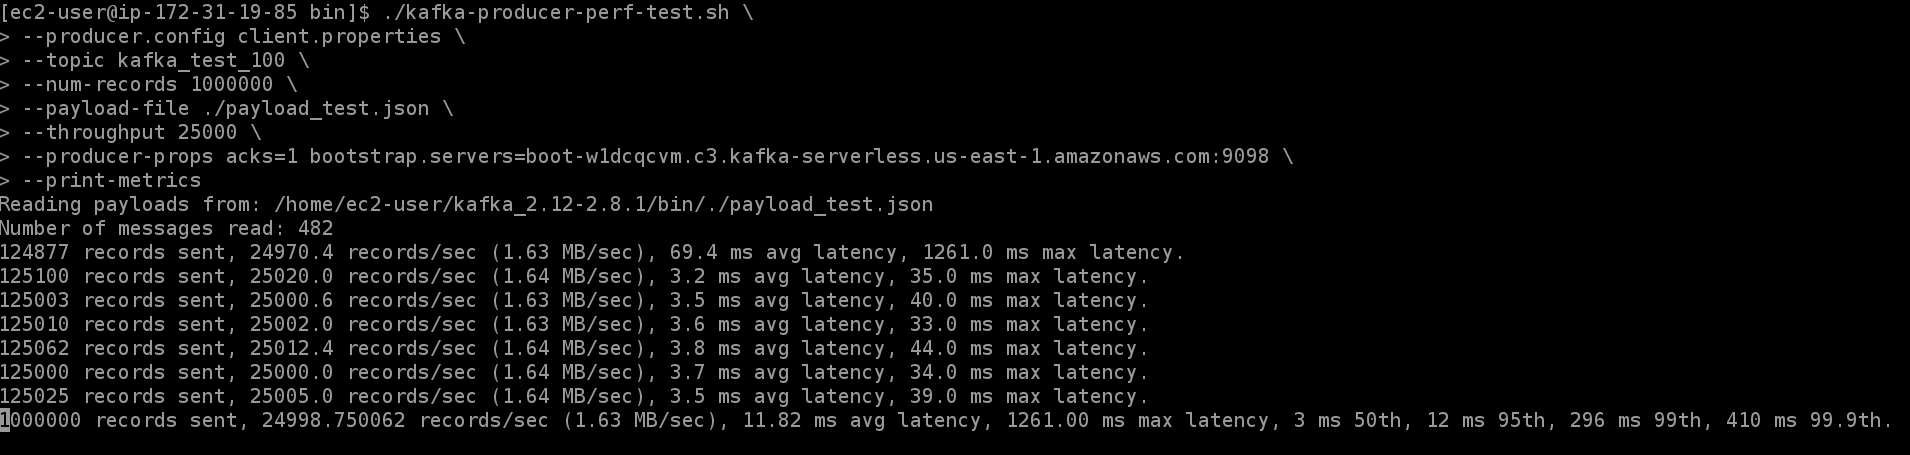 [ec2-user@ip-172-31-19-85 bin]$ ./kafka-producer-perf-test.sh \
> --producer.config client.properties \
> --topic kafka_test_100 \
> --num-records 1000000 \
> --payload-file ./payload_test.json \
> --throughput 25000 \
> --producer-props acks=1 bootstrap.servers=boot-w1dcqcvm.c3.kafka-serverless.us-east-1.amazonaws.com:9098 \
> --print-metrics
Reading payloads from: /home/ec2-user/kafka_2.12-2.8.1/bin/./payload_test.json
Number of messages read: 482
124877 records sent, 24970.4 records/sec (1.63 MB/sec), 69.4 ms avg latency, 1261.0 ms max latency.
125100 records sent, 25020.0 records/sec (1.64 MB/sec), 3.2 ms avg latency, 35.0 ms max latency.
125003 records sent, 25000.6 records/sec (1.63 MB/sec), 3.5 ms avg latency, 40.0 ms max latency.
125010 records sent, 25002.0 records/sec (1.63 MB/sec), 3.6 ms avg latency, 33.0 ms max latency.
125062 records sent, 25012.4 records/sec (1.64 MB/sec), 3.8 ms avg latency, 44.0 ms max latency.
125000 records sent, 25000.0 records/sec (1.64 MB/sec), 3.7 ms avg latency, 34.0 ms max latency.
125025 records sent, 25005.0 records/sec (1.64 MB/sec), 3.5 ms avg latency, 39.0 ms max latency.
1000000 records sent, 24998.750062 records/sec (1.63 MB/sec), 11.82 ms avg latency, 1261.00 ms max latency, 3 ms 50th, 12 ms 95th, 296 ms 99th, 410 ms 99.9th.